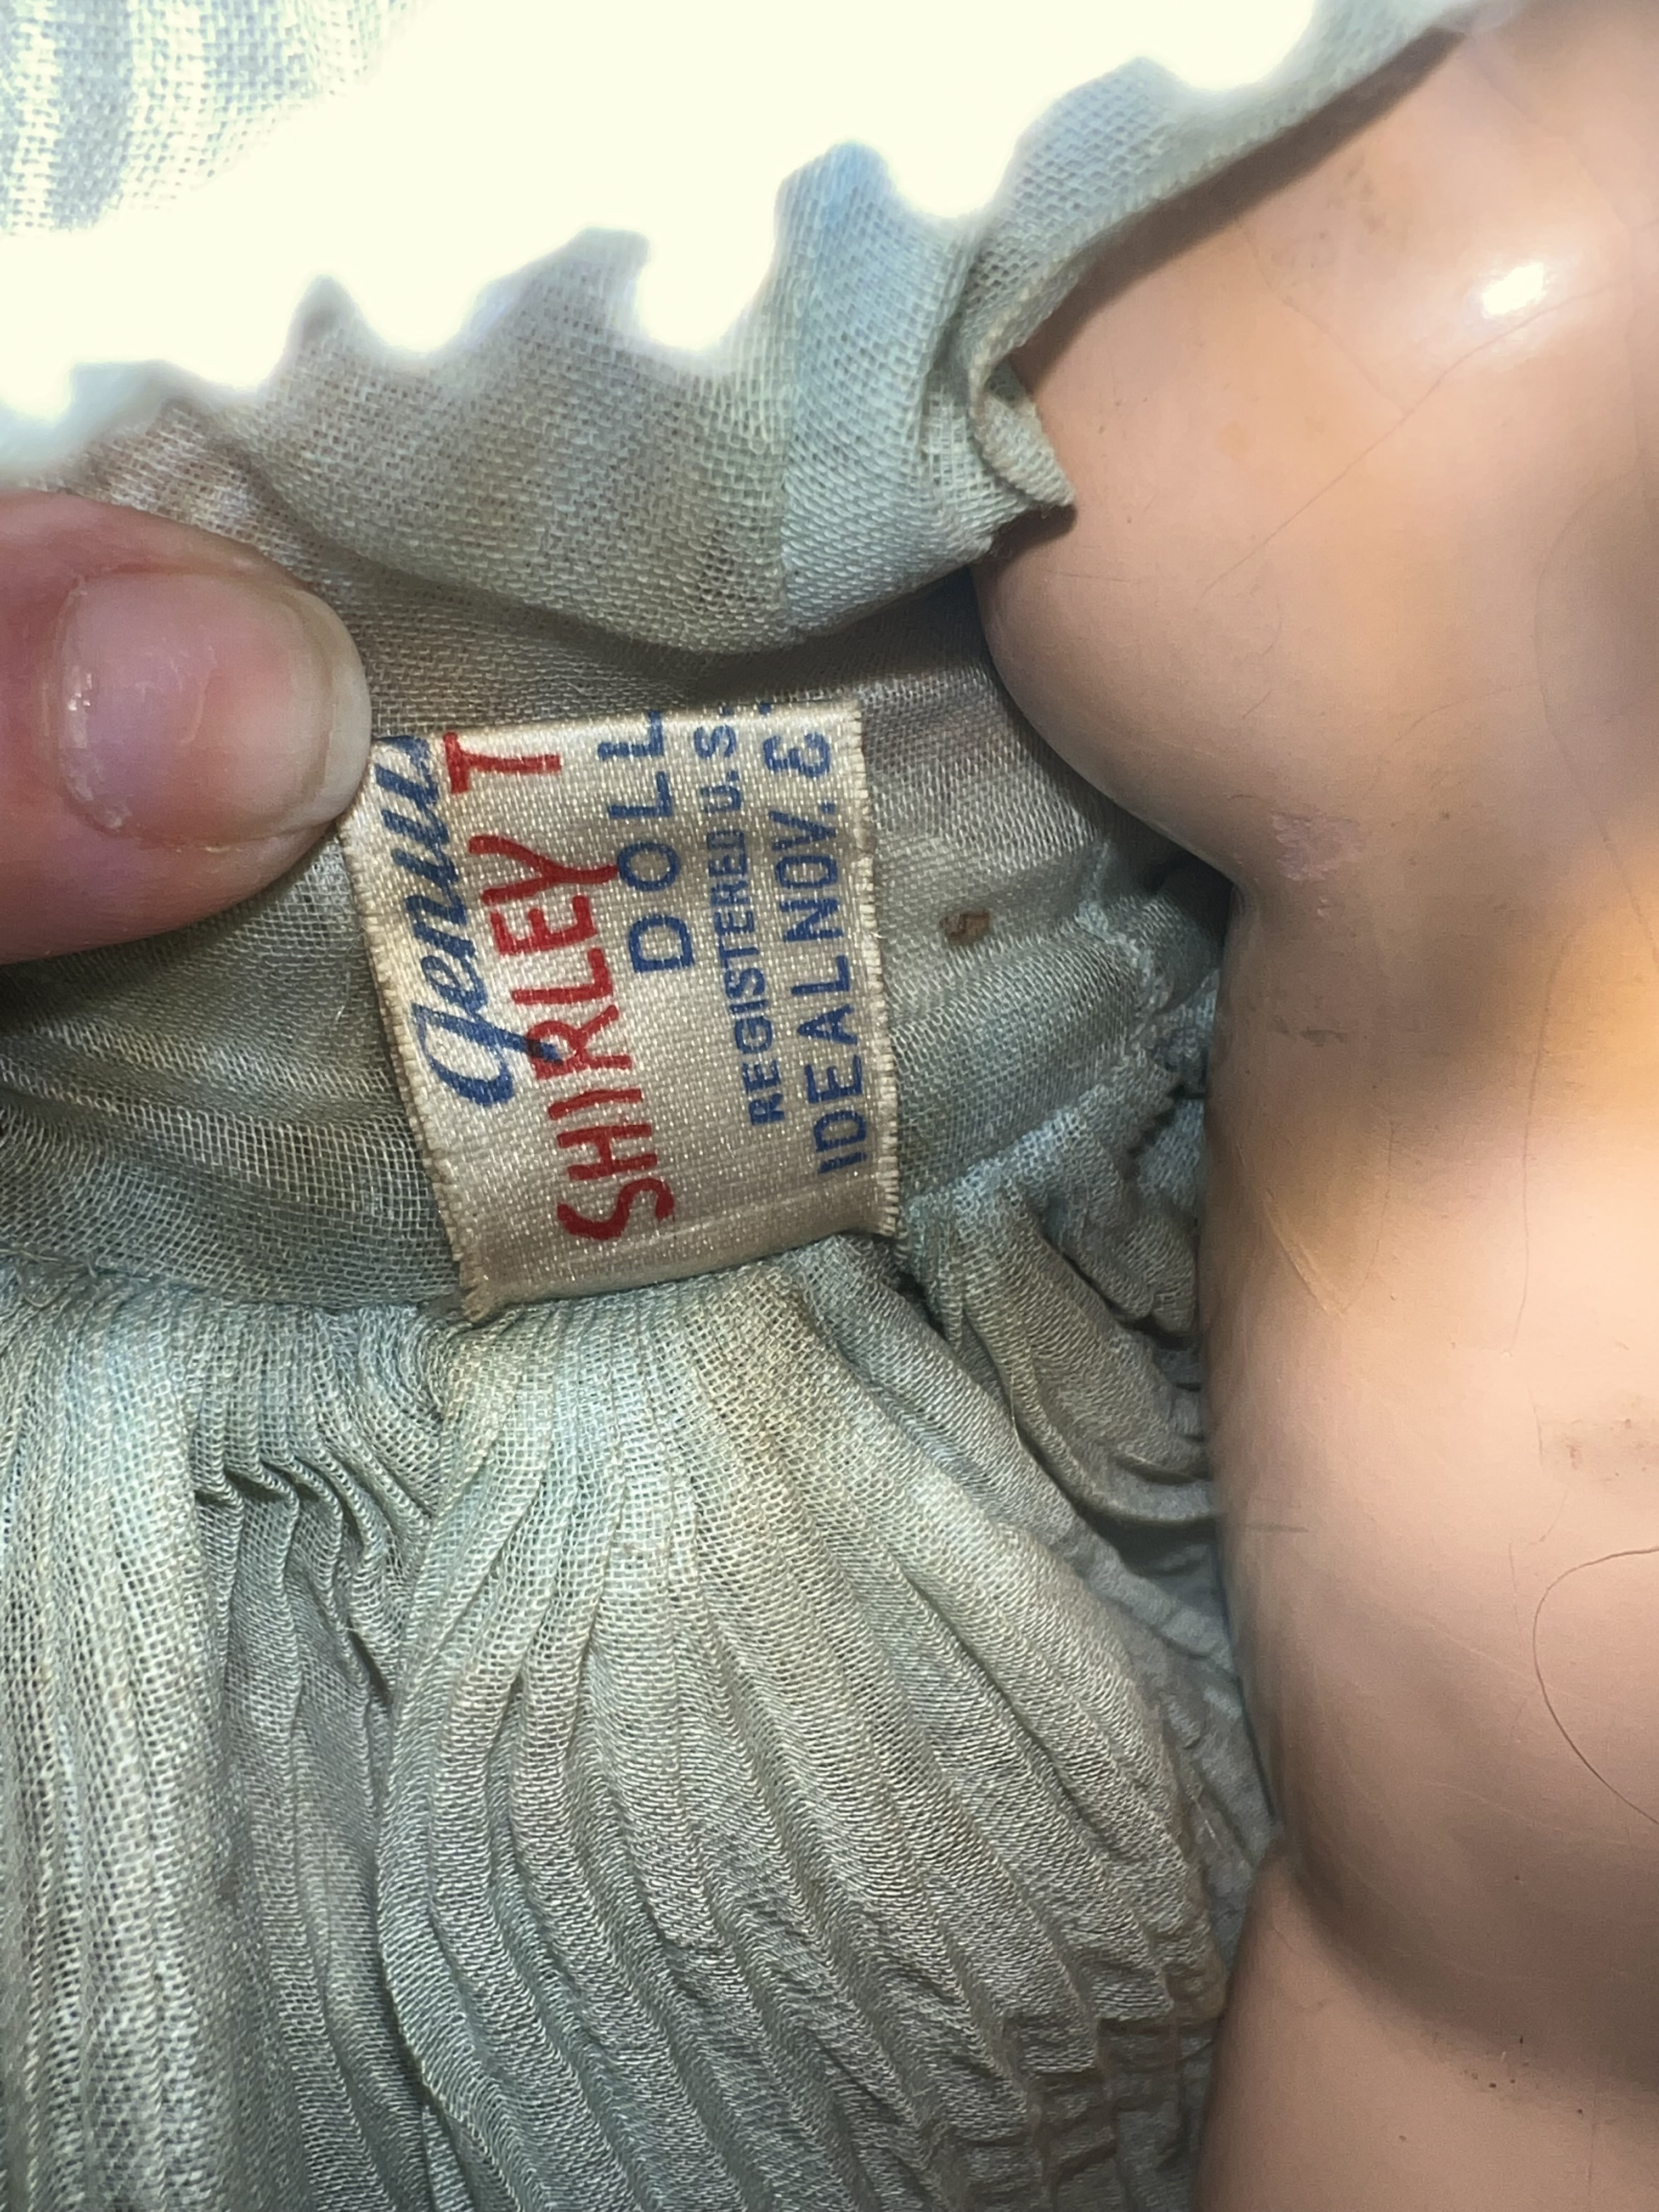 Genui
SHIRLEY T
DOLL
REGISTERED U.S.
IDEAL NOV. &